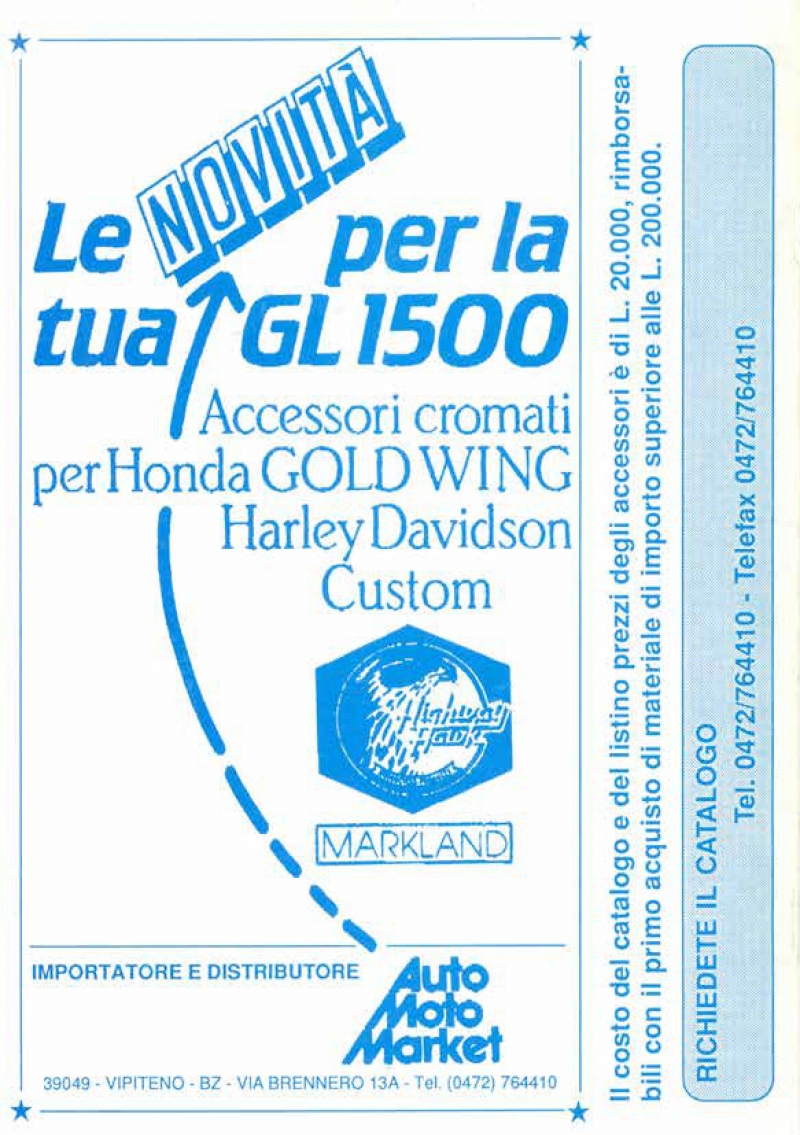 Le NOVITÀ per la
tua GL1500
Accessori cromati
per Honda GOLD WING
Harley Davidson
Custom
Highway
Hawk
MARKLAND
IMPORTATORE E DISTRIBUTORE
Auto
Moto
Market
39049 - VIPITENO - BZ - VIA BRENNERO 13A - Tel. (0472) 764410
Il costo del catalogo e del listino prezzi degli accessori è di L. 20.000, rimborsa-
bili con il primo acquisto di materiale di importo superiore alle L. 200.000.
RICHIEDETE IL CATALOGO
Tel. 0472/764410 - Telefax 0472/764410